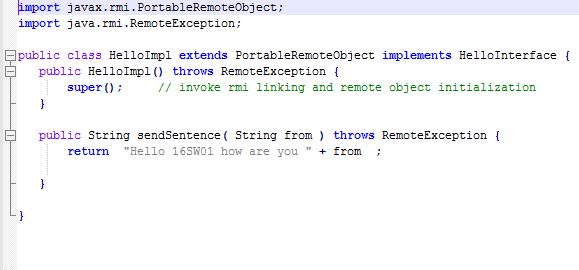 import javax.rmi.PortableRemoteObject;
import java.rmi.RemoteException;
public class HelloImpl extends PortableRemoteObject implements HelloInterface {
public HelloImpl() throws RemoteException {
super(); // invoke rmi linking and remote object initialization
}
public String sendSentence( String from ) throws RemoteException {
return "Hello 16SW01 how are you " + from ;
}
}